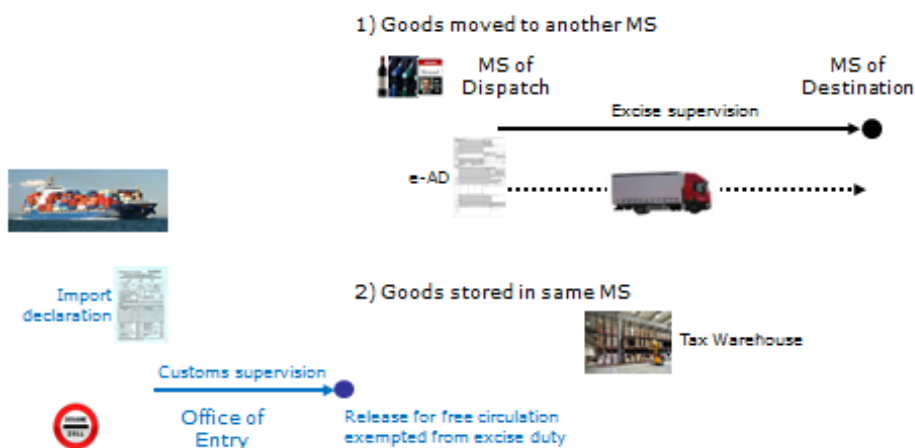 1) Goods moved to another MS
MS of
Dispatch
MS of
Destination
Excise supervision
e-AD
Import
declaration
2) Goods stored in same MS
Tax Warehouse
Customs supervision
Office of
Entry
Release for free circulation
exempted from excise duty
ZOLL